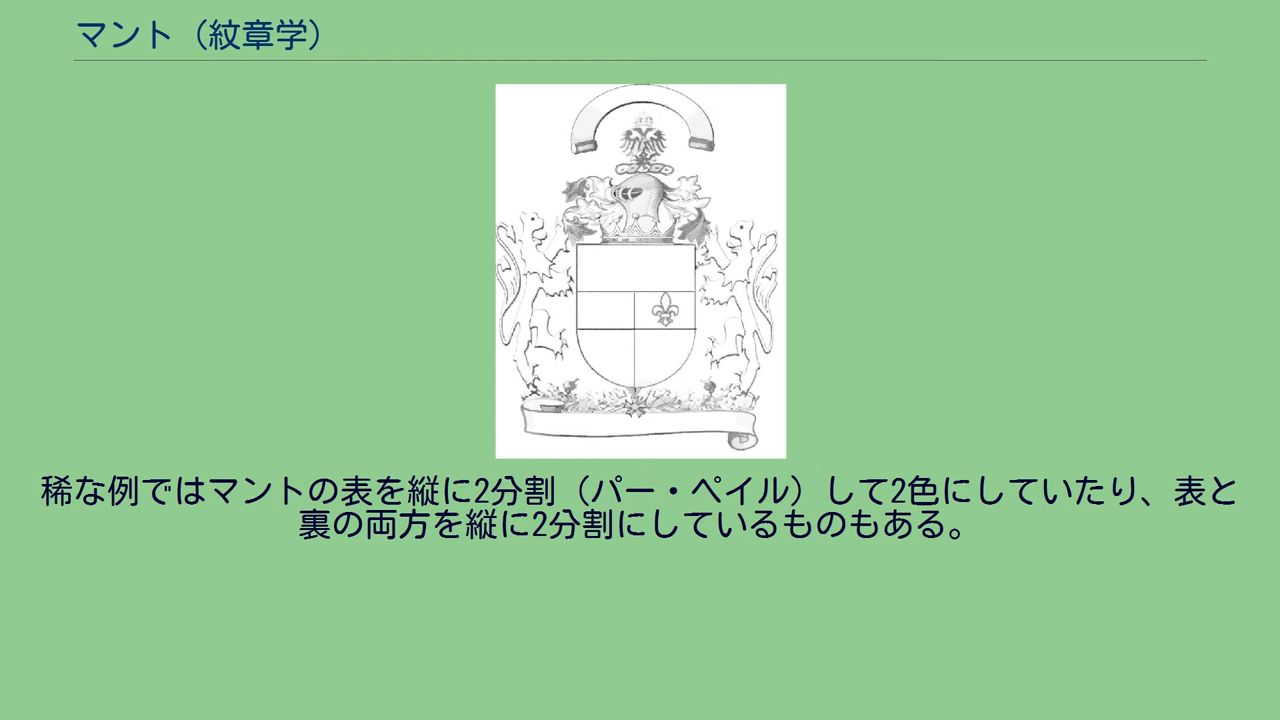 マント（紋章学）
稀な例ではマントの表を縦に2分割（パー・ペイル）して2色にしていたり、表と
裏の両方を縦に2分割にしているものもある。